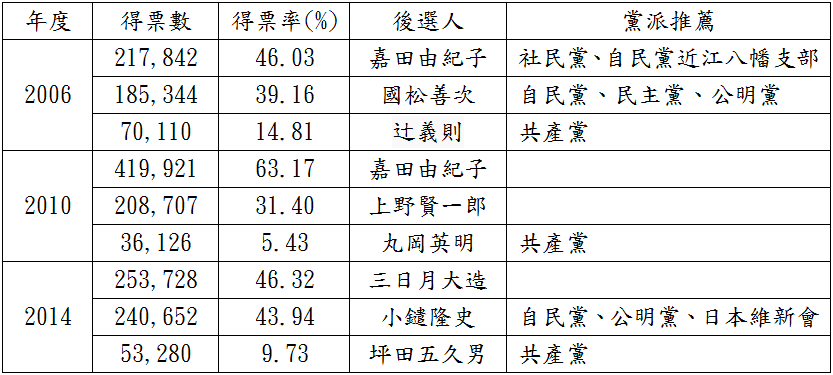 年度 得票數 得票率(%) 後選人 黨派推薦
2006 217,842 46.03 嘉田由紀子 社民黨、自民黨近江八幡支部
185,344 39.16 國松善次 自民黨、民主黨、公明黨
70,110 14.81 辻義則 共產黨
2010 419,921 63.17 嘉田由紀子
208,707 31.40 上野賢一郎
36,126 5.43 丸岡英明 共產黨
2014 253,728 46.32 三日月大造
240,652 43.94 小鑓隆史 自民黨、公明黨、日本維新會
53,280 9.73 坪田五久男 共產黨